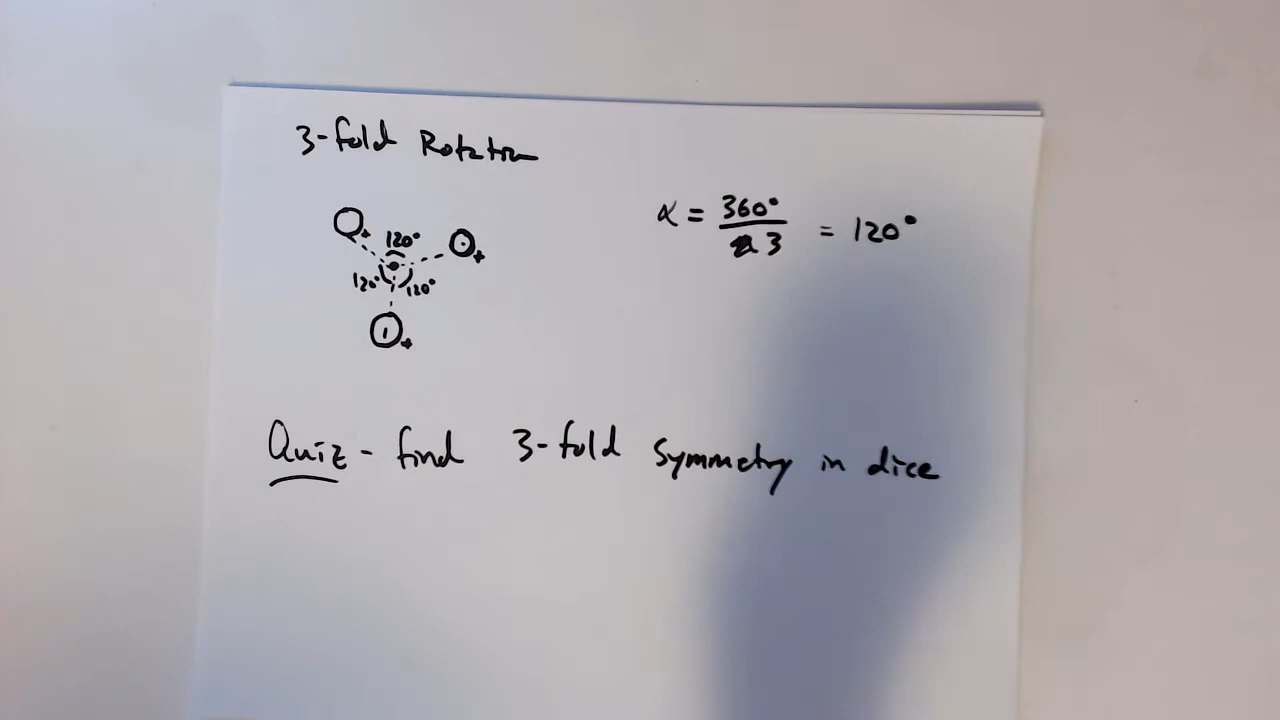 3-fold Rotation
α = 360° / 3 = 120°
120°
120° 120°
Quiz - find 3-fold symmetry in dice